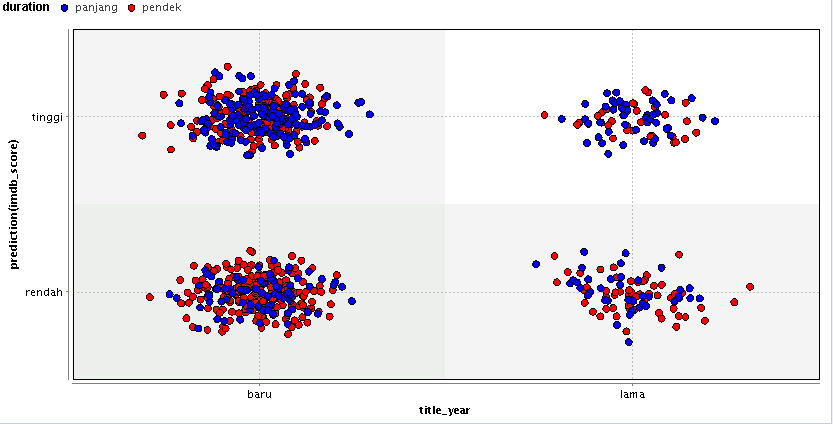 duration panjang pendek
tinggi
prediction(imdb_score)
rendah
baru lama
title_year